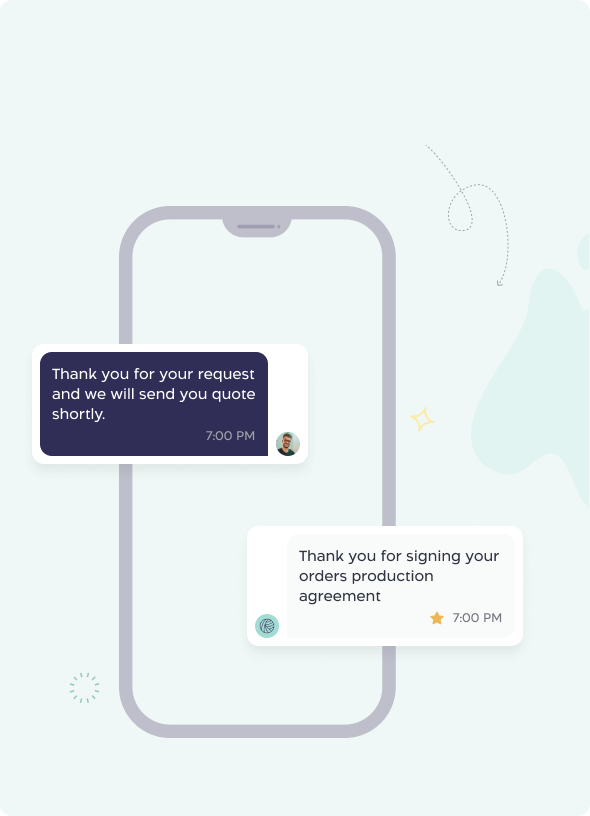 Thank you for your request
and we will send you quote
shortly.
7:00 PM
Thank you for signing your
orders production
agreement
7:00 PM